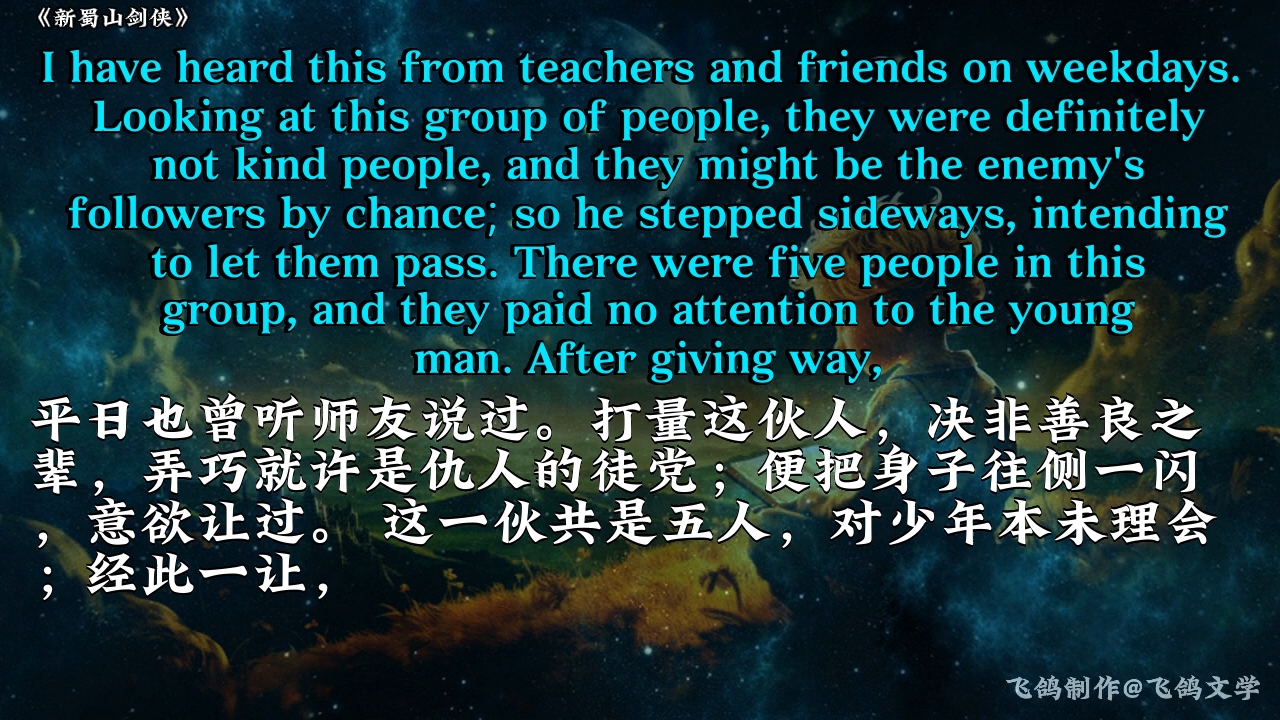 《新蜀山剑侠》
I have heard this from teachers and friends on weekdays.
Looking at this group of people, they were definitely
not kind people, and they might be the enemy's
followers by chance; so he stepped sideways, intending
to let them pass. There were five people in this
group, and they paid no attention to the young
man. After giving way,
平日也曾听师友说过。打量这伙人，决非善良之
辈，弄巧就许是仇人的徒党；便把身子往侧一闪
，意欲让过。 这一伙共是五人，对少年本未理会
；经此一让，
飞鸽制作@飞鸽文学